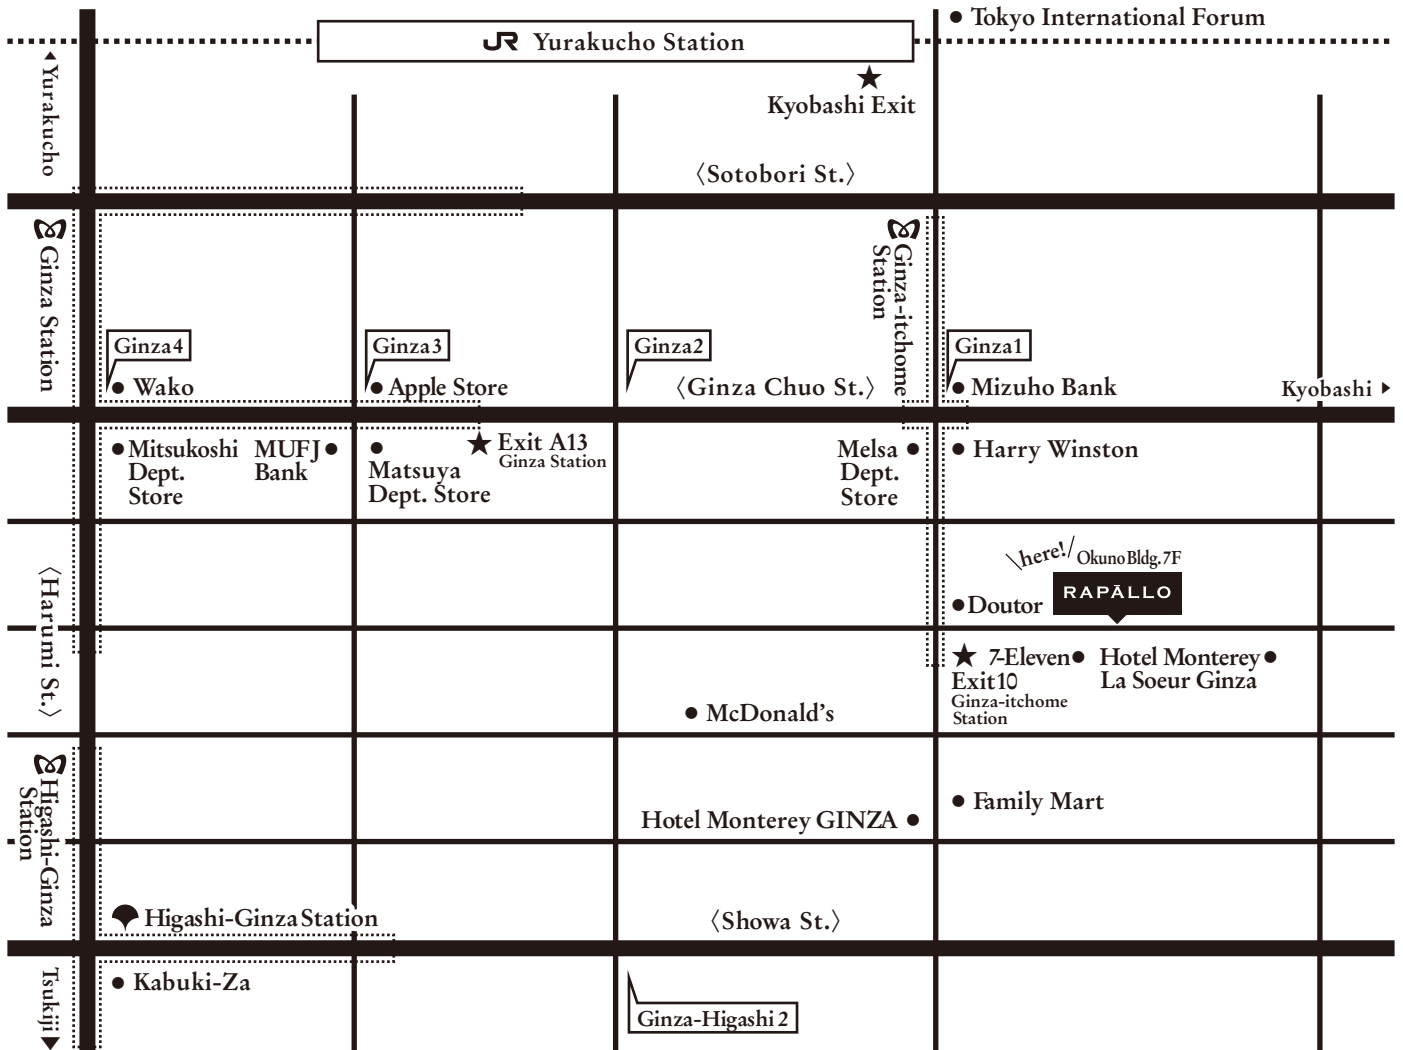 Tokyo International Forum
JR Yurakucho Station
Yurakucho
Kyobashi Exit
〈Sotobori St.〉
Ginza Station
Ginza-itchome
Station
Ginza4
Ginza3
Ginza2
Ginza1
Wako
Apple Store
〈Ginza Chuo St.〉
Mizuho Bank
Kyobashi
Mitsukoshi
Dept.
Store
MUFJ
Bank
Matsuya
Dept. Store
Exit A13
Ginza Station
Melsa
Dept.
Store
Harry Winston
〈Harumi St.〉
\here!/
Okuno Bldg. 7F
RAPĀLLO
Doutor
7-Eleven
Exit10
Ginza-itchome
Station
Hotel Monterey
La Soeur Ginza
McDonald's
Higashi-Ginza
Station
Family Mart
Hotel Monterey GINZA
Higashi-Ginza Station
〈Showa St.〉
Kabuki-Za
Tsukiji
Ginza-Higashi 2